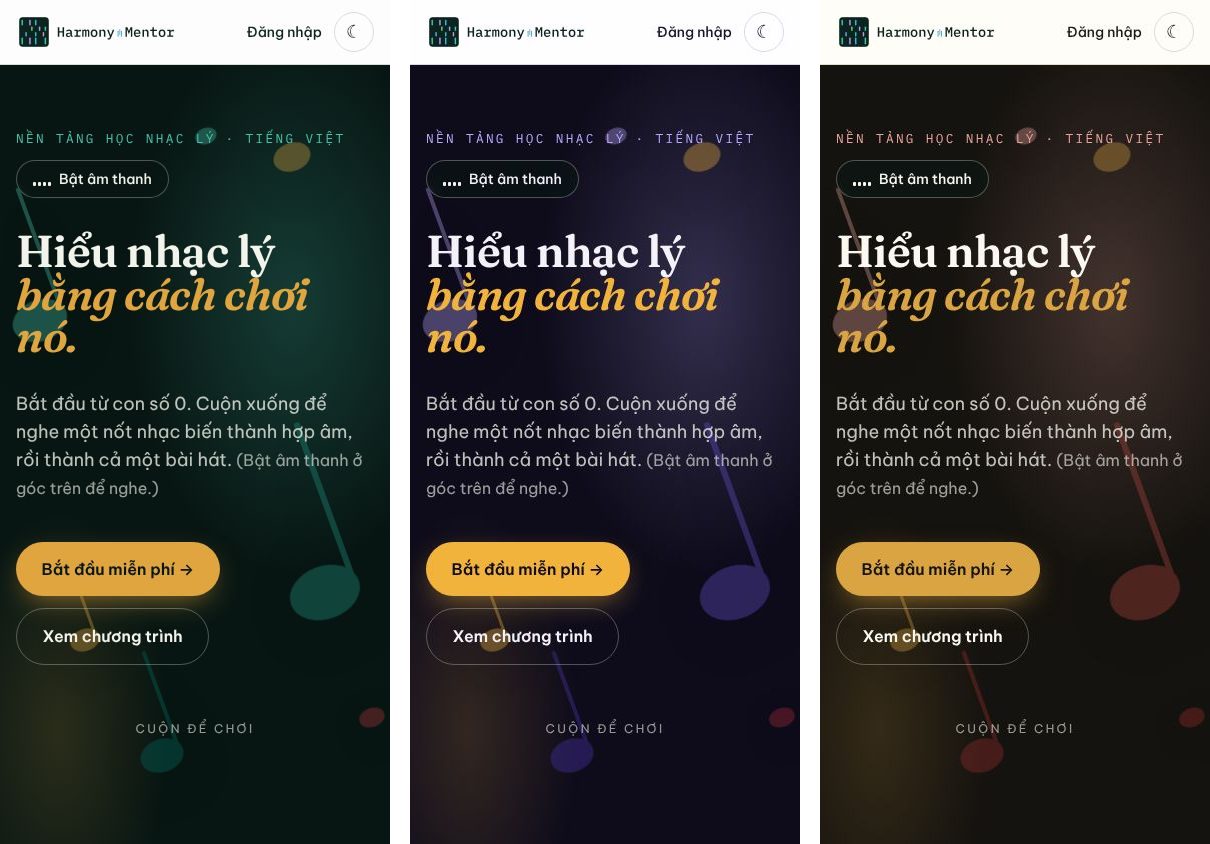 Harmony Mentor Đăng nhập
NỀN TẢNG HỌC NHẠC LÝ · TIẾNG VIỆT
Bật âm thanh
Hiểu nhạc lý
bằng cách chơi
nó.
Bắt đầu từ con số 0. Cuộn xuống để
nghe một nốt nhạc biến thành hợp âm,
rồi thành cả một bài hát. (Bật âm thanh ở
góc trên để nghe.)
Bắt đầu miễn phí →
Xem chương trình
CUỘN ĐỂ CHƠI
Harmony Mentor Đăng nhập
NỀN TẢNG HỌC NHẠC LÝ · TIẾNG VIỆT
Bật âm thanh
Hiểu nhạc lý
bằng cách chơi
nó.
Bắt đầu từ con số 0. Cuộn xuống để
nghe một nốt nhạc biến thành hợp âm,
rồi thành cả một bài hát. (Bật âm thanh ở
góc trên để nghe.)
Bắt đầu miễn phí →
Xem chương trình
CUỘN ĐỂ CHƠI
Harmony Mentor Đăng nhập
NỀN TẢNG HỌC NHẠC LÝ · TIẾNG VIỆT
Bật âm thanh
Hiểu nhạc lý
bằng cách chơi
nó.
Bắt đầu từ con số 0. Cuộn xuống để
nghe một nốt nhạc biến thành hợp âm,
rồi thành cả một bài hát. (Bật âm thanh ở
góc trên để nghe.)
Bắt đầu miễn phí →
Xem chương trình
CUỘN ĐỂ CHƠI